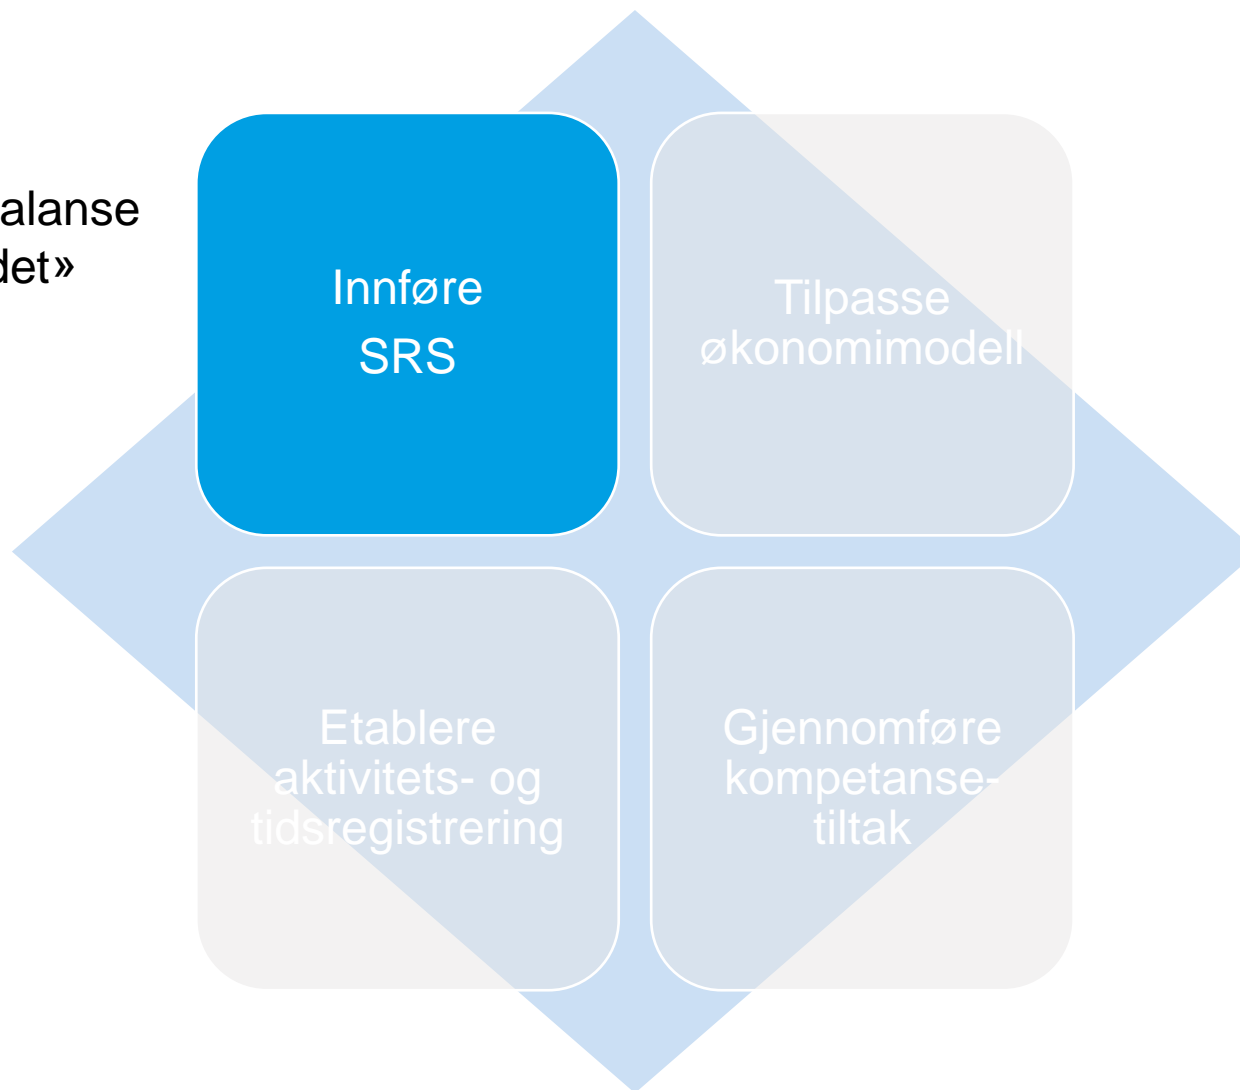 alanse
det»
Innføre
SRS
Tilpasse
økonomimodell
Etablere
aktivitets- og
tidsregistrering
Gjennomføre
kompetanse-
tiltak